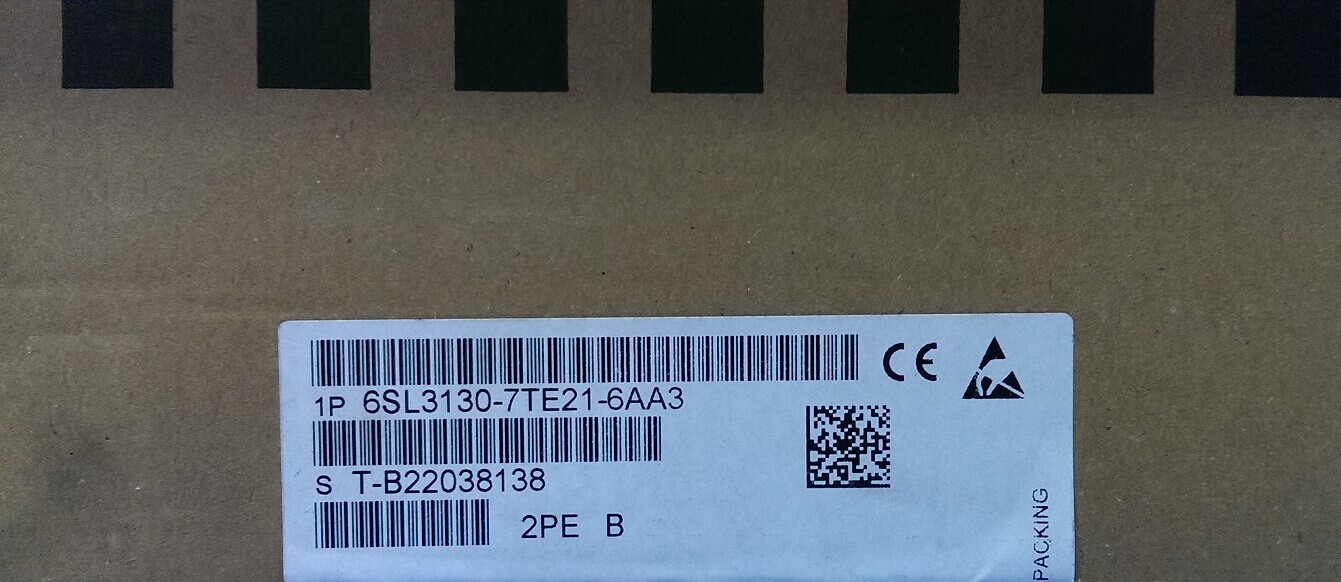 CE
1P 6SL3130-7TE21-6AA3
S T-B22038138
2PE B
PACKING